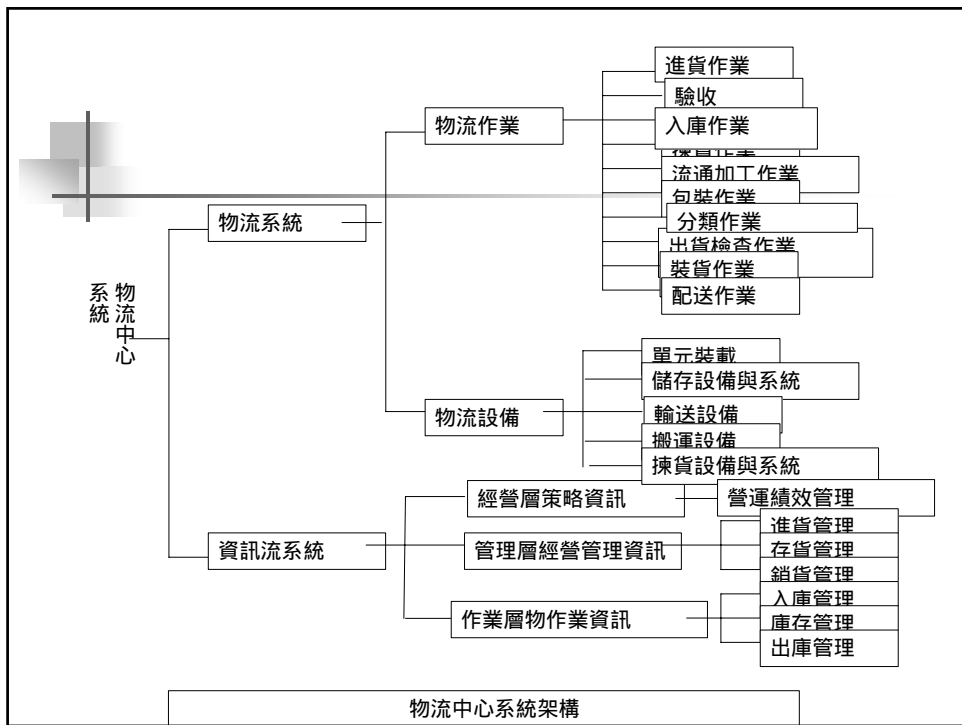 進貨作業
驗收
物流作業
入庫作業
揀貨作業
流通加工作業
包裝作業
物流系統
分類作業
出貨檢查作業
裝貨作業
配送作業
物流中心
系統
單元裝載
儲存設備與系統
物流設備
輸送設備
搬運設備
揀貨設備與系統
經營層策略資訊
營運績效管理
進貨管理
資訊流系統
管理層經營管理資訊
存貨管理
銷貨管理
入庫管理
作業層物作業資訊
庫存管理
出庫管理
物流中心系統架構